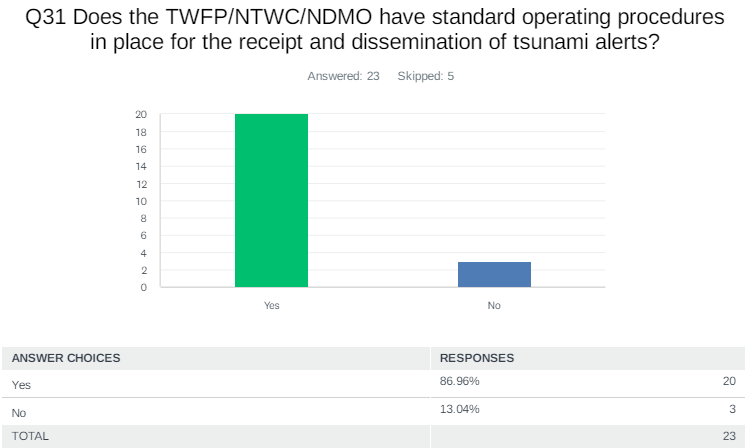 Q31 Does the TWFP/NTWC/NDMO have standard operating procedures
in place for the receipt and dissemination of tsunami alerts?
Answered: 23 Skipped: 5
20
18
16
14
12
10
8
6
4
2
0
Yes No
ANSWER CHOICES RESPONSES
Yes 86.96% 20
No 13.04% 3
TOTAL 23